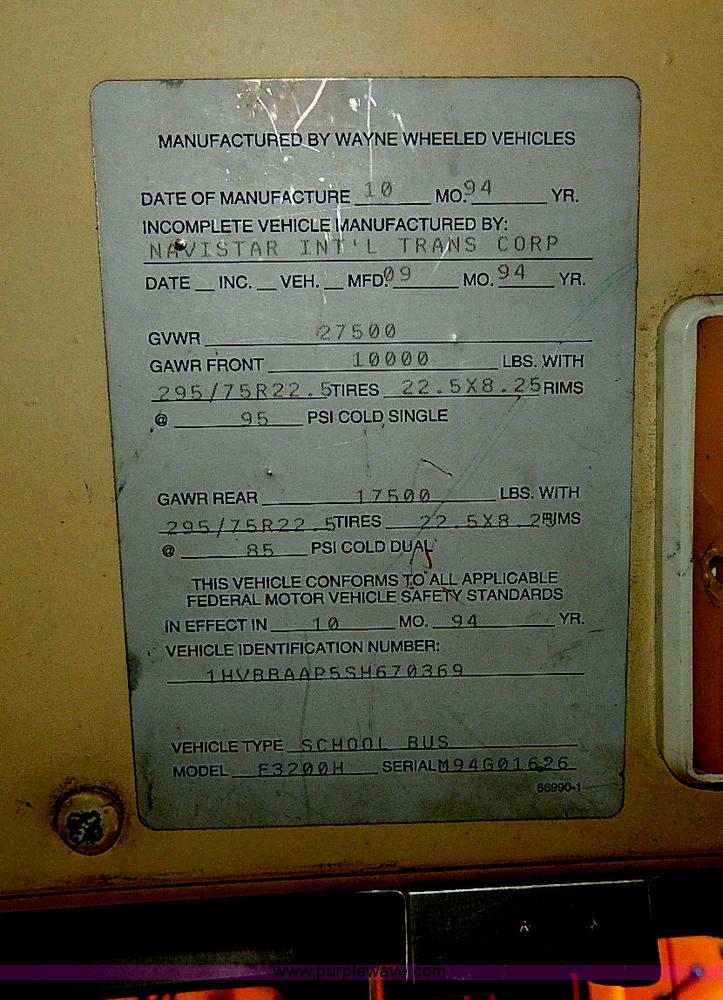 MANUFACTURED BY WAYNE WHEELED VEHICLES
DATE OF MANUFACTURE 10 MO. 94 YR.
INCOMPLETE VEHICLE MANUFACTURED BY:
NAVISTAR INT'L TRANS CORP
DATE __ INC. __ VEH. __ MFD. 09 MO. 94 YR.
GVWR 27500
GAWR FRONT 10000 LBS. WITH
295/75R22.5 TIRES 22.5X8.25 RIMS
@ 95 PSI COLD SINGLE
GAWR REAR 17500 LBS. WITH
295/75R22.5 TIRES 22.5X8.25 RIMS
@ 85 PSI COLD DUAL
THIS VEHICLE CONFORMS TO ALL APPLICABLE
FEDERAL MOTOR VEHICLE SAFETY STANDARDS
IN EFFECT IN 10 MO. 94 YR.
VEHICLE IDENTIFICATION NUMBER:
1HVBBAAP5SH670369
VEHICLE TYPE SCHOOL BUS
MODEL F3200H SERIAL M94G01626
66990-1
www.purplewave.com